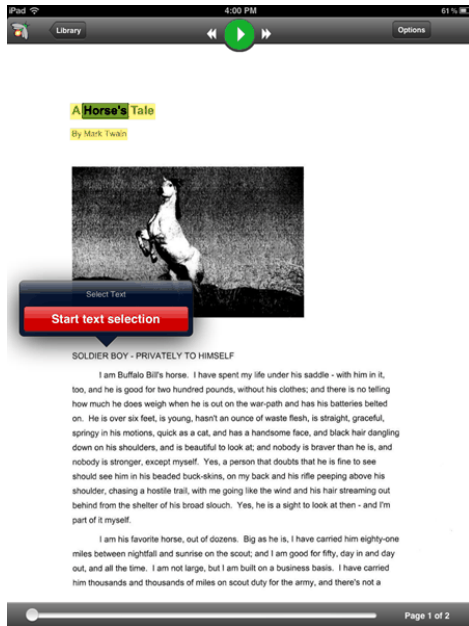 iPad 4:00 PM 61 %
Library Options
A Horse's Tale
By Mark Twain
Select Text
Start text selection
SOLDIER BOY - PRIVATELY TO HIMSELF
I am Buffalo Bill's horse. I have spent my life under his saddle - with him in it,
too, and he is good for two hundred pounds, without his clothes; and there is no telling
how much he does weigh when he is out on the war-path and has his batteries belted
on. He is over six feet, is young, hasn't an ounce of waste flesh, is straight, graceful,
springy in his motions, quick as a cat, and has a handsome face, and black hair dangling
down on his shoulders, and is beautiful to look at; and nobody is braver than he is, and
nobody is stronger, except myself. Yes, a person that doubts that he is fine to see
should see him in his beaded buck-skins, on my back and his rifle peeping above his
shoulder, chasing a hostile trail, with me going like the wind and his hair streaming out
behind from the shelter of his broad slouch. Yes, he is a sight to look at then - and I'm
part of it myself.
I am his favorite horse, out of dozens. Big as he is, I have carried him eighty-one
miles between nightfall and sunrise on the scout; and I am good for fifty, day in and day
out, and all the time. I am not large, but I am built on a business basis. I have carried
him thousands and thousands of miles on scout duty for the army, and there's not a
Page 1 of 2